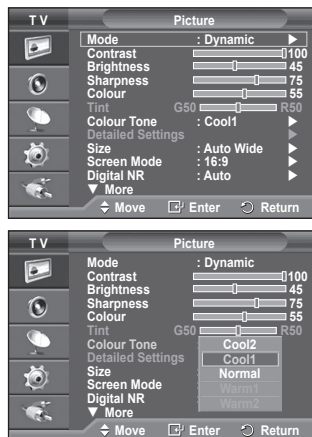 T V Picture
Mode : Dynamic
Contrast 100
Brightness 45
Sharpness 75
Colour 55
Tint G50 R50
Colour Tone : Cool1
Detailed Settings
Size : Auto Wide
Screen Mode : 16:9
Digital NR : Auto
▼ More
Move Enter Return
T V Picture
Mode : Dynamic
Contrast 100
Brightness 45
Sharpness 75
Colour 55
Tint G50 R50
Colour Tone Cool2
Detailed Settings Cool1
Size : Normal
Screen Mode : Warm1
Digital NR : Warm2
▼ More
Move Enter Return